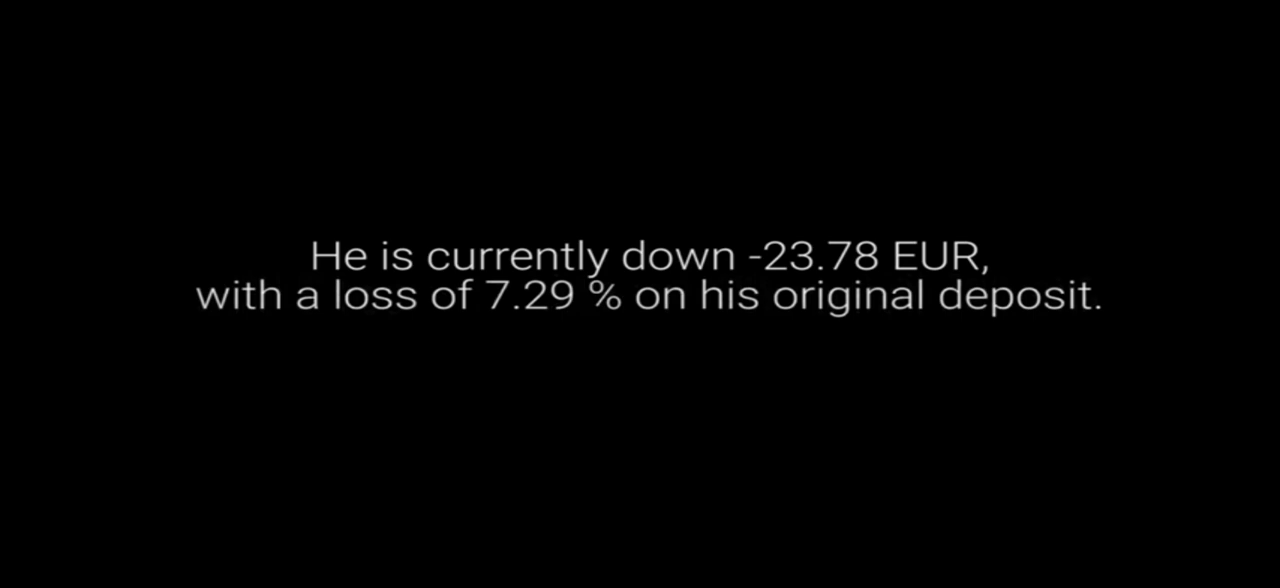 He is currently down -23.78 EUR,
with a loss of 7.29 % on his original deposit.